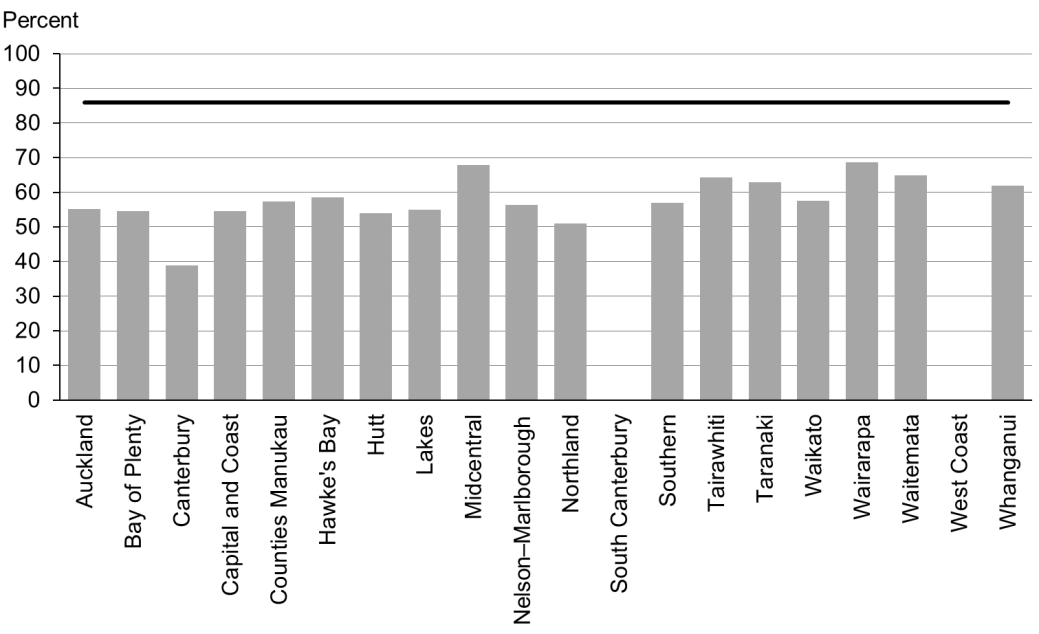 Percent
100
90
80
70
60
50
40
30
20
10
0
Auckland
Bay of Plenty
Canterbury
Capital and Coast
Counties Manukau
Hawke's Bay
Hutt
Lakes
Midcentral
Nelson–Marlborough
Northland
South Canterbury
Southern
Tairawhiti
Taranaki
Waikato
Wairarapa
Waitemata
West Coast
Whanganui